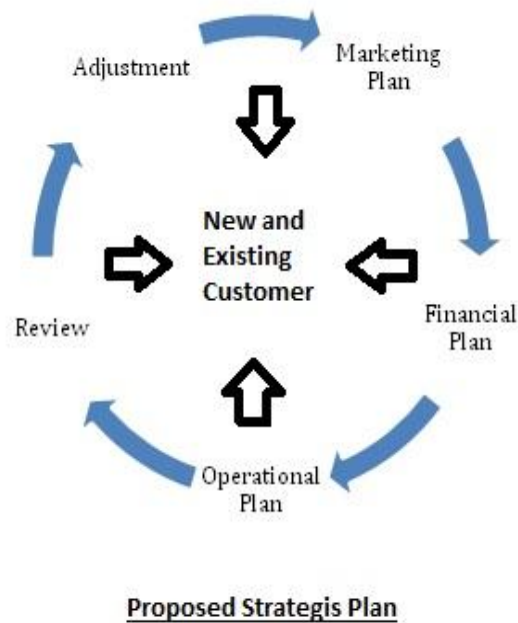 Adjustment
Marketing
Plan
New and
Existing
Customer
Review
Financial
Plan
Operational
Plan
Proposed Strategis Plan